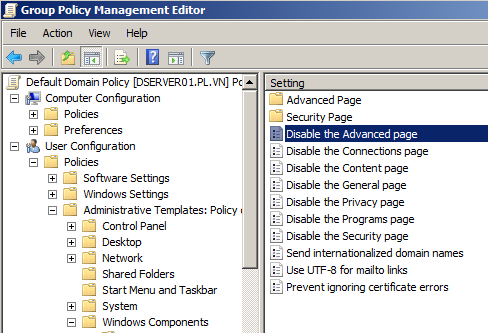 Group Policy Management Editor
File Action View Help
Default Domain Policy [DSERVER01.PL.VN] Po
Computer Configuration
Policies
Preferences
User Configuration
Policies
Software Settings
Windows Settings
Administrative Templates: Policy
Control Panel
Desktop
Network
Shared Folders
Start Menu and Taskbar
System
Windows Components
Setting
Advanced Page
Security Page
Disable the Advanced page
Disable the Connections page
Disable the Content page
Disable the General page
Disable the Privacy page
Disable the Programs page
Disable the Security page
Send internationalized domain names
Use UTF-8 for mailto links
Prevent ignoring certificate errors